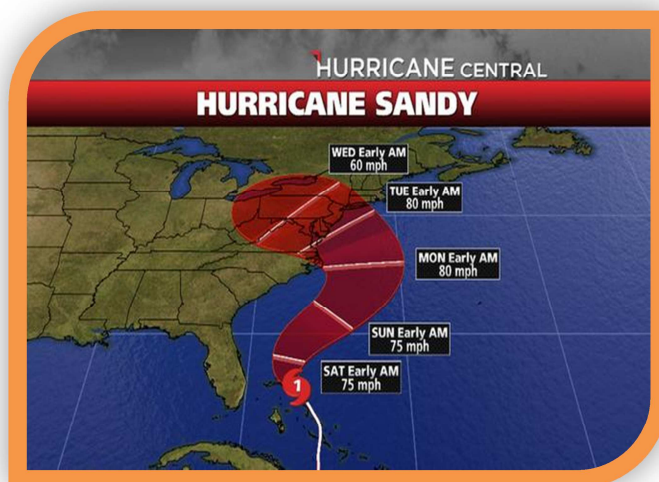 HURRICANE CENTRAL
HURRICANE SANDY
WED Early AM
60 mph
TUE Early AM
80 mph
MON Early AM
80 mph
SUN Early AM
75 mph
SAT Early AM
75 mph
1